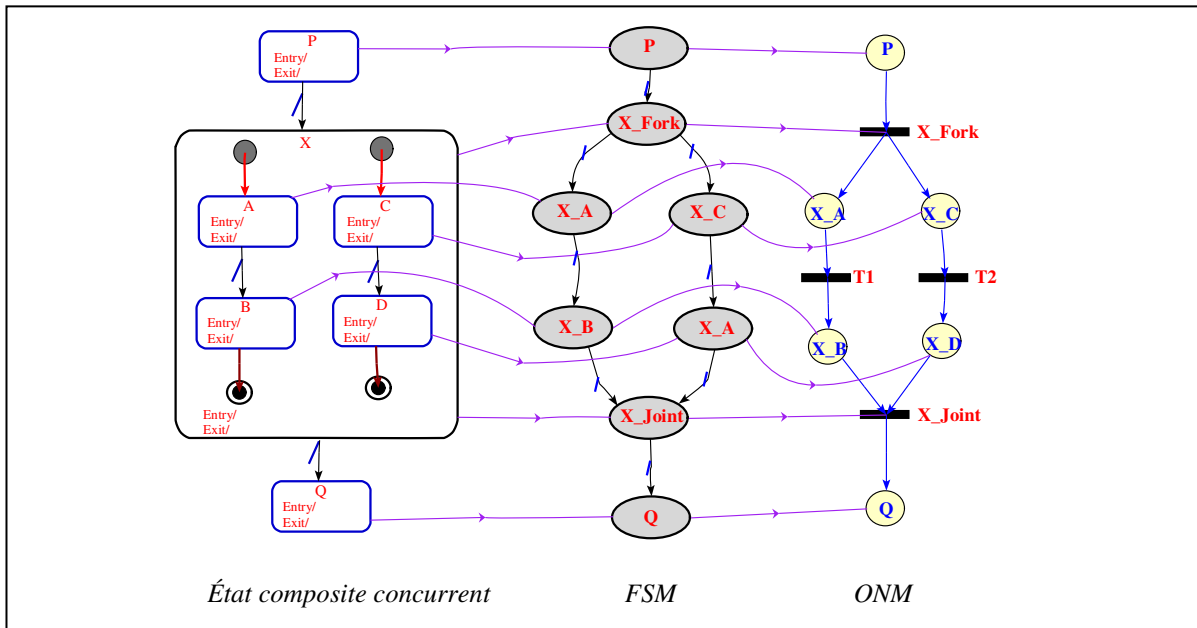 P
Entry/
Exit/
X
A
Entry/
Exit/
C
Entry/
Exit/
B
Entry/
Exit/
D
Entry/
Exit/
Entry/
Exit/
Q
Entry/
Exit/
État composite concurrent
P
X_Fork
X_A
X_C
X_B
X_A
X_Joint
Q
FSM
P
X_Fork
X_A
X_C
T1
T2
X_B
X_D
X_Joint
Q
ONM